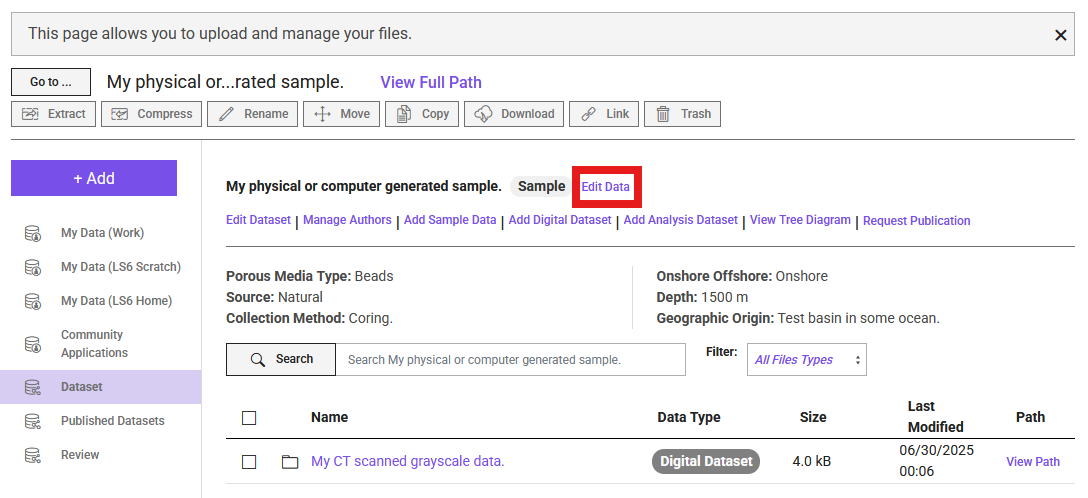 This page allows you to upload and manage your files.
Go to ... My physical or...rated sample. View Full Path
Extract Compress Rename Move Copy Download Link Trash
+ Add
My Data (Work)
My Data (LS6 Scratch)
My Data (LS6 Home)
Community
Applications
Dataset
Published Datasets
Review
My physical or computer generated sample. Sample Edit Data
Edit Dataset | Manage Authors | Add Sample Data | Add Digital Dataset | Add Analysis Dataset | View Tree Diagram | Request Publication
Porous Media Type: Beads
Source: Natural
Collection Method: Coring.
Onshore Offshore: Onshore
Depth: 1500 m
Geographic Origin: Test basin in some ocean.
Search Search My physical or computer generated sample. Filter: All Files Types
Name Data Type Size Last Modified Path
My CT scanned grayscale data. Digital Dataset 4.0 kB 06/30/2025 00:06 View Path